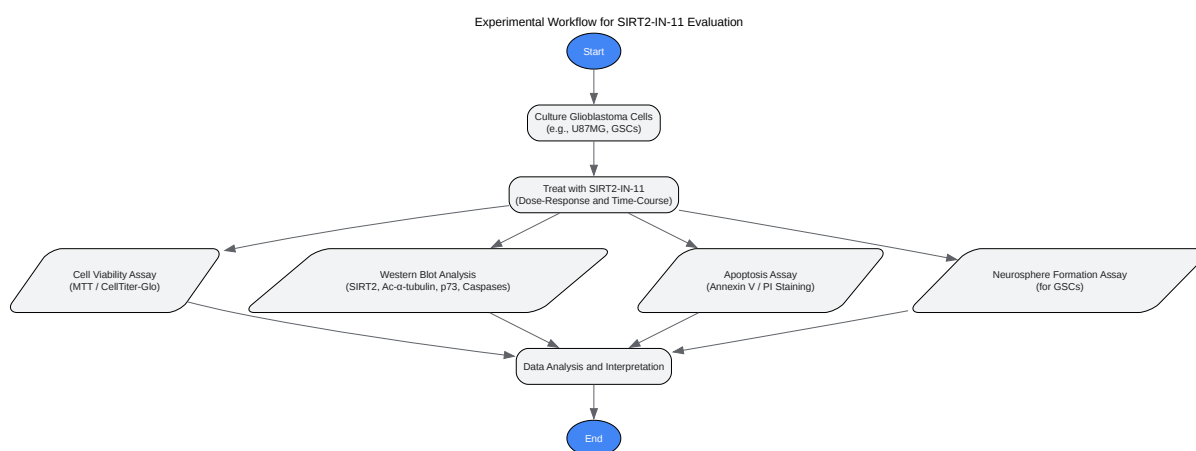 Experimental Workflow for SIRT2-IN-11 Evaluation
Start
Culture Glioblastoma Cells
(e.g., U87MG, GSCs)
Treat with SIRT2-IN-11
(Dose-Response and Time-Course)
Cell Viability Assay
(MTT / CellTiter-Glo)
Western Blot Analysis
(SIRT2, Ac-α-tubulin, p73, Caspases)
Apoptosis Assay
(Annexin V / PI Staining)
Neurosphere Formation Assay
(for GSCs)
Data Analysis and Interpretation
End